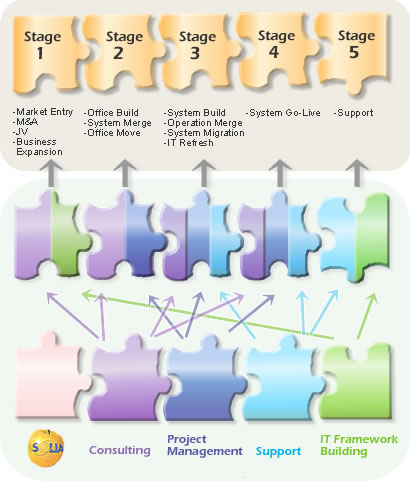 Stage
1
Stage
2
Stage
3
Stage
4
Stage
5
-Market Entry
-M&A
-JV
-Business
Expansion
-Office Build
-System Merge
-Office Move
-System Build
-Operation Merge
-System Migration
-IT Refresh
-System Go-Live
-Support
Consulting
Project
Management
Support
IT Framework
Building